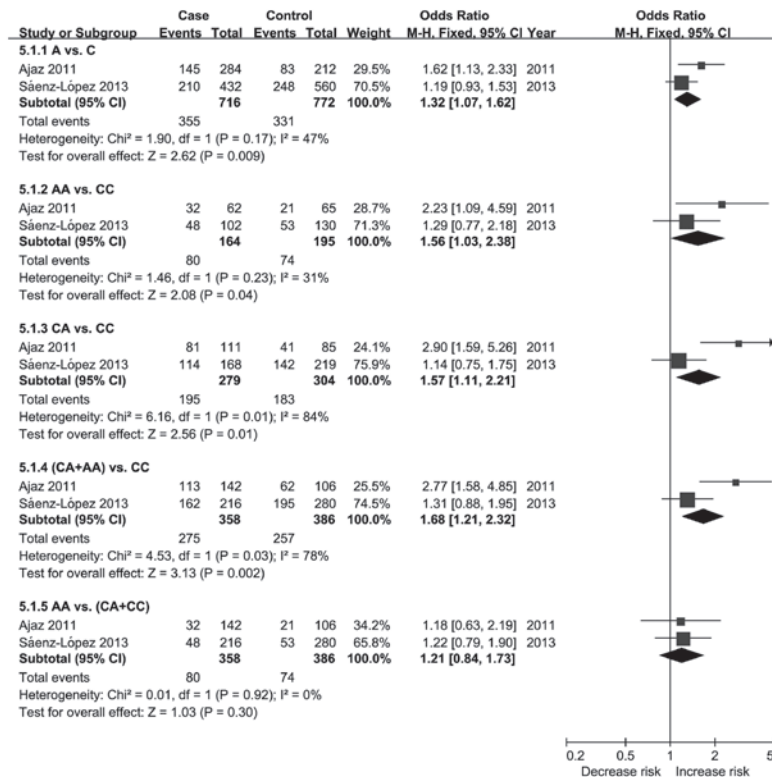 Case Control Odds Ratio Odds Ratio
Study or Subgroup Events Total Events Total Weight M-H, Fixed, 95% CI Year M-H, Fixed, 95% CI
5.1.1 A vs. C
Ajaz 2011 145 284 83 212 29.5% 1.62 [1.13, 2.33] 2011
Sáenz-López 2013 210 432 248 560 70.5% 1.19 [0.93, 1.53] 2013
Subtotal (95% CI) 716 772 100.0% 1.32 [1.07, 1.62]
Total events 355 331
Heterogeneity: Chi² = 1.90, df = 1 (P = 0.17); I² = 47%
Test for overall effect: Z = 2.62 (P = 0.009)
5.1.2 AA vs. CC
Ajaz 2011 32 62 21 65 28.7% 2.23 [1.09, 4.59] 2011
Sáenz-López 2013 48 102 53 130 71.3% 1.29 [0.77, 2.18] 2013
Subtotal (95% CI) 164 195 100.0% 1.56 [1.03, 2.38]
Total events 80 74
Heterogeneity: Chi² = 1.46, df = 1 (P = 0.23); I² = 31%
Test for overall effect: Z = 2.08 (P = 0.04)
5.1.3 CA vs. CC
Ajaz 2011 81 111 41 85 24.1% 2.90 [1.59, 5.26] 2011
Sáenz-López 2013 114 168 142 219 75.9% 1.14 [0.75, 1.75] 2013
Subtotal (95% CI) 279 304 100.0% 1.57 [1.11, 2.21]
Total events 195 183
Heterogeneity: Chi² = 6.16, df = 1 (P = 0.01); I² = 84%
Test for overall effect: Z = 2.56 (P = 0.01)
5.1.4 (CA+AA) vs. CC
Ajaz 2011 113 142 62 106 25.5% 2.77 [1.58, 4.85] 2011
Sáenz-López 2013 162 216 195 280 74.5% 1.31 [0.88, 1.95] 2013
Subtotal (95% CI) 358 386 100.0% 1.68 [1.21, 2.32]
Total events 275 257
Heterogeneity: Chi² = 4.53, df = 1 (P = 0.03); I² = 78%
Test for overall effect: Z = 3.13 (P = 0.002)
5.1.5 AA vs. (CA+CC)
Ajaz 2011 32 142 21 106 34.2% 1.18 [0.63, 2.19] 2011
Sáenz-López 2013 48 216 53 280 65.8% 1.22 [0.79, 1.90] 2013
Subtotal (95% CI) 358 386 100.0% 1.21 [0.84, 1.73]
Total events 80 74
Heterogeneity: Chi² = 0.01, df = 1 (P = 0.92); I² = 0%
Test for overall effect: Z = 1.03 (P = 0.30)
0.2 0.5 1 2 5
Decrease risk Increase risk